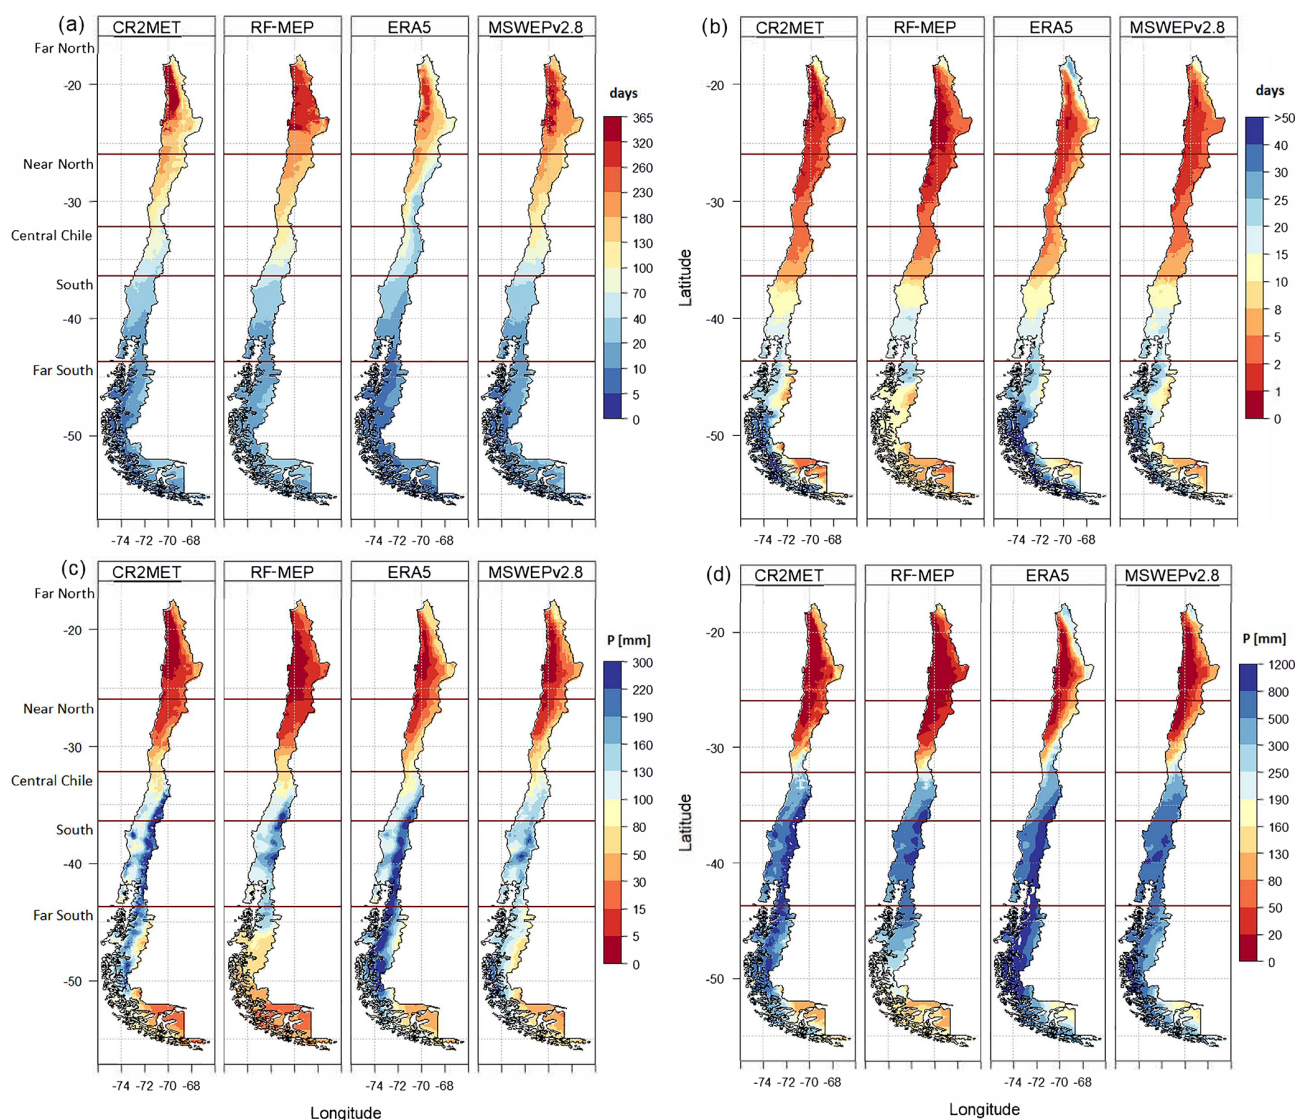 (a)
CR2MET RF-MEP ERA5 MSWEPv2.8
Far North
-20
Near North
-30
Central Chile
South
-40
Far South
-50
-74 -72 -70 -68
-74 -72 -70 -68
days
365
320
260
230
180
130
100
70
40
20
10
5
0
(b)
CR2MET RF-MEP ERA5 MSWEPv2.8
-20
-30
Latitude
-40
-50
-74 -72 -70 -68
-74 -72 -70 -68
days
>50
40
30
25
20
15
10
8
5
2
1
0
(c)
CR2MET RF-MEP ERA5 MSWEPv2.8
Far North
-20
Near North
-30
Central Chile
South
-40
Far South
-50
-74 -72 -70 -68
-74 -72 -70 -68
Longitude
P [mm]
300
220
190
160
130
100
80
50
30
15
5
0
(d)
CR2MET RF-MEP ERA5 MSWEPv2.8
-20
-30
Latitude
-40
-50
-74 -72 -70 -68
-74 -72 -70 -68
Longitude
P [mm]
1200
800
500
300
250
190
160
130
80
50
20
0